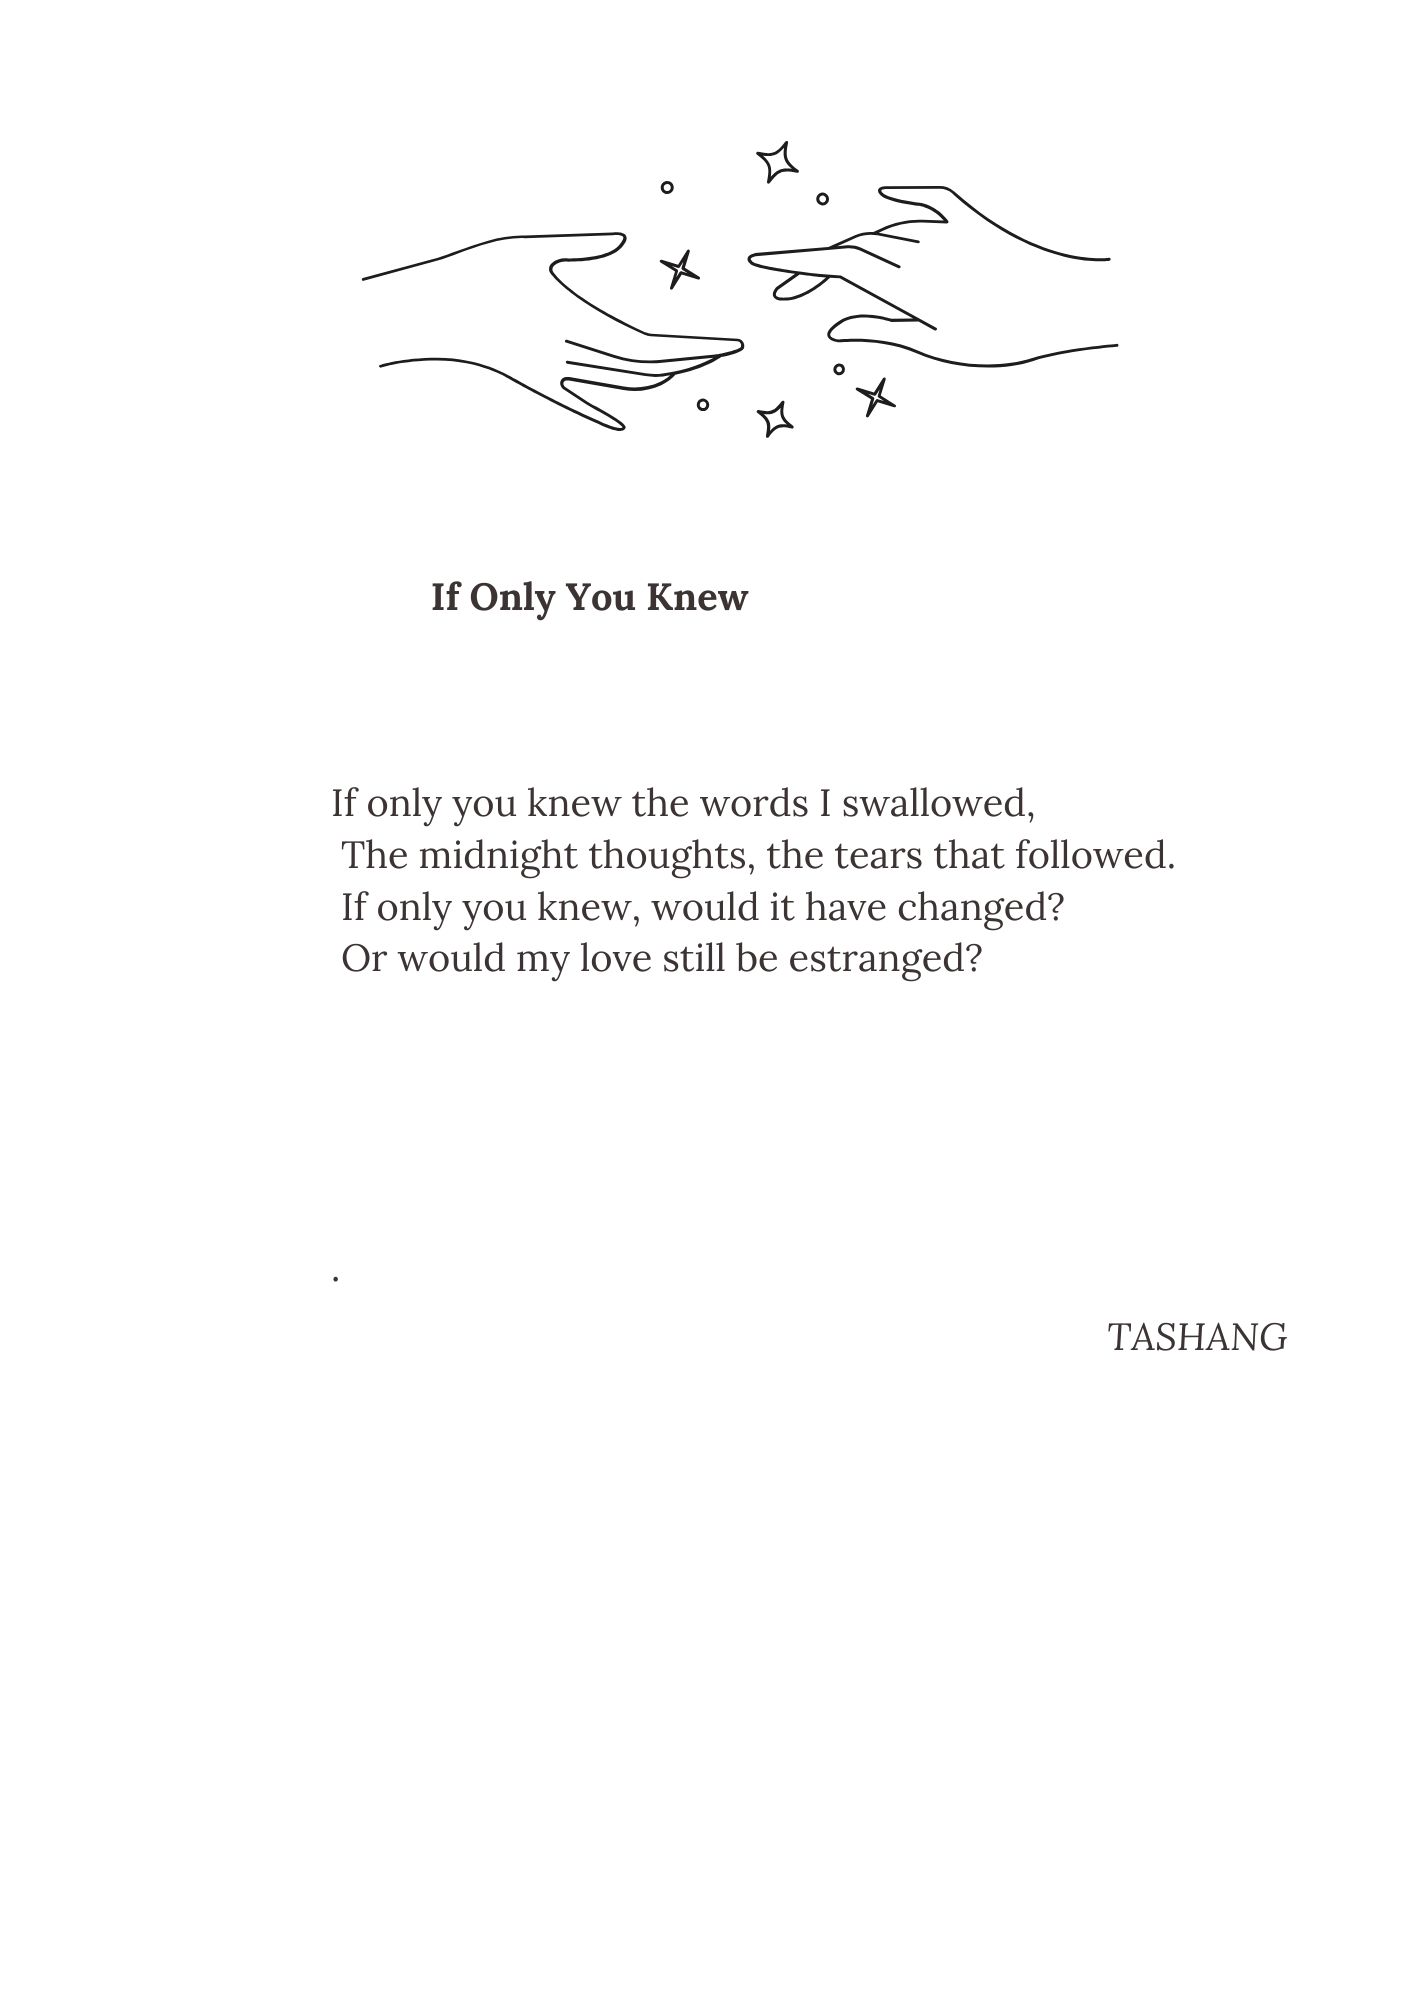 If Only You Knew
If only you knew the words I swallowed,
The midnight thoughts, the tears that followed.
If only you knew, would it have changed?
Or would my love still be estranged?
.
TASHANG